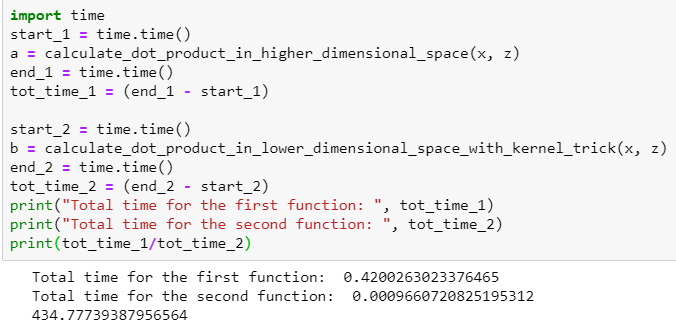 import time
start_1 = time.time()
a = calculate_dot_product_in_higher_dimensional_space(x, z)
end_1 = time.time()
tot_time_1 = (end_1 - start_1)
start_2 = time.time()
b = calculate_dot_product_in_lower_dimensional_space_with_kernel_trick(x, z)
end_2 = time.time()
tot_time_2 = (end_2 - start_2)
print("Total time for the first function: ", tot_time_1)
print("Total time for the second function: ", tot_time_2)
print(tot_time_1/tot_time_2)
Total time for the first function:  0.4200263023376465
Total time for the second function:  0.0009660720825195312
434.77739387956564